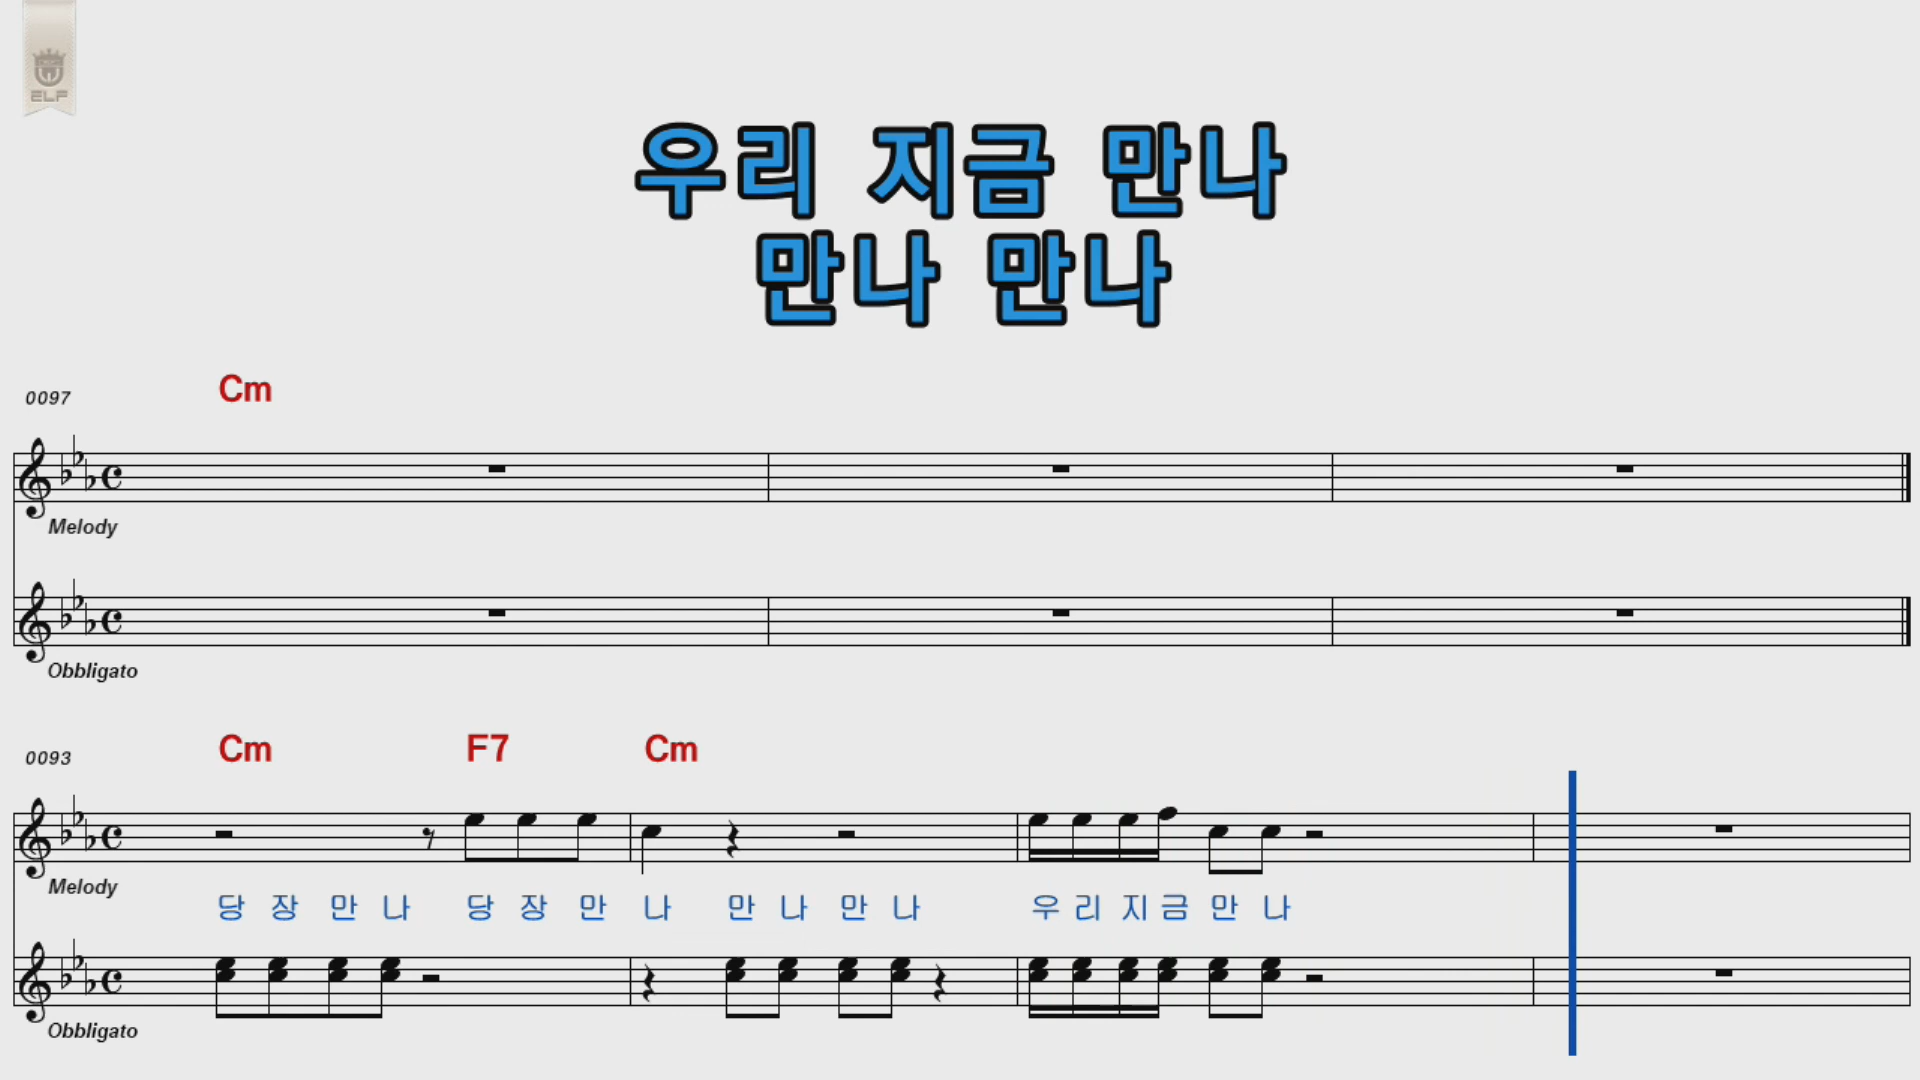 ELF
우리 지금 만나
만나 만나
0097 Cm
Melody
Obbligato
0093 Cm F7 Cm
Melody
당 장 만 나 당 장 만 나 만 나 만 나 우 리 지 금 만 나
Obbligato